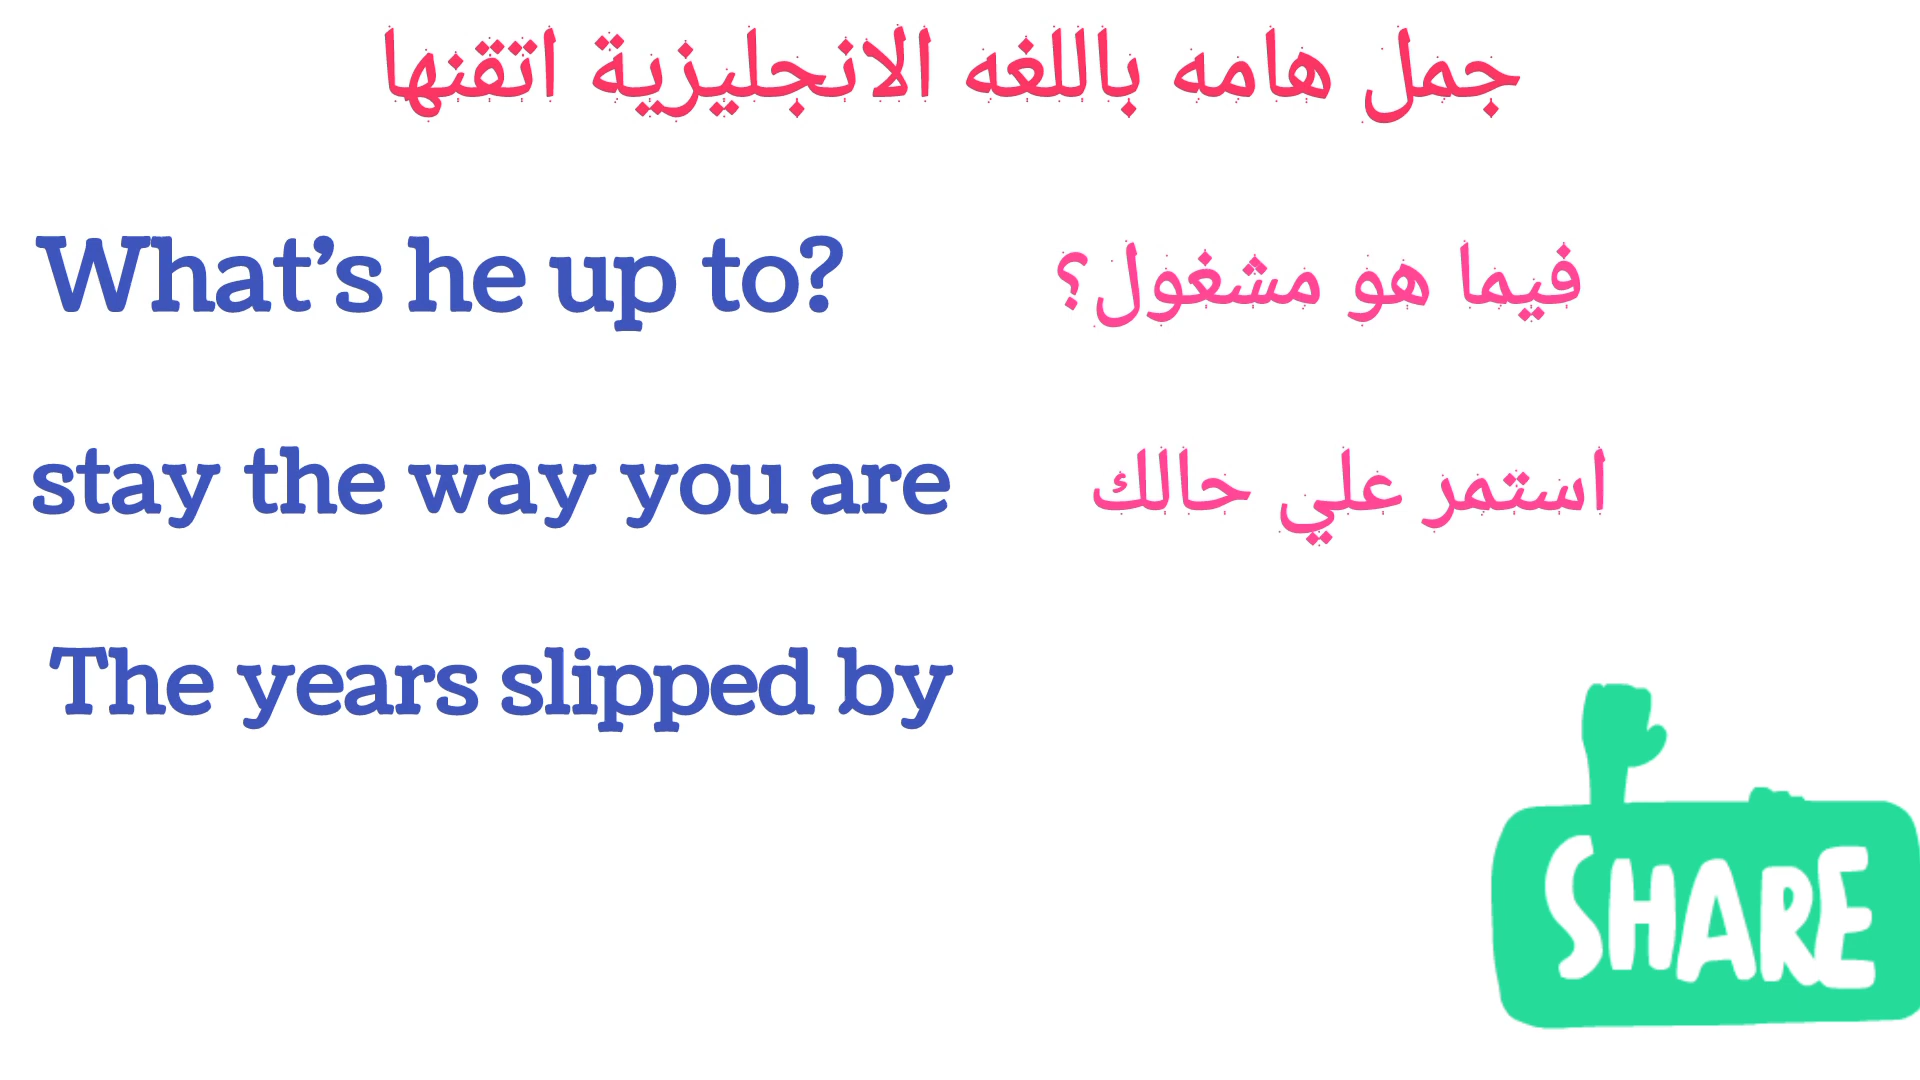 جمل هامه باللغه الانجليزية اتقنها
What's he up to? فيما هو مشغول؟
stay the way you are استمر علي حالك
The years slipped by
SHARE